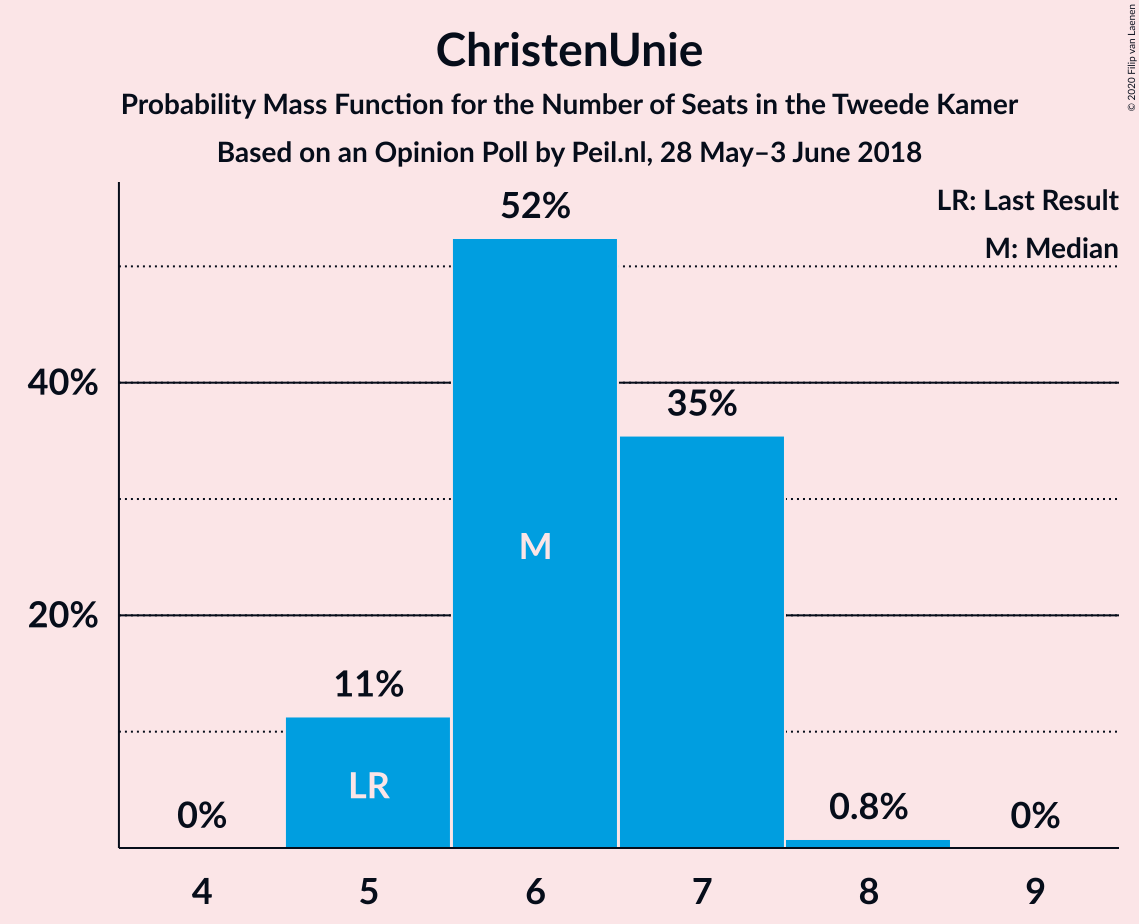 ChristenUnie
Probability Mass Function for the Number of Seats in the Tweede Kamer
Based on an Opinion Poll by Peil.nl, 28 May–3 June 2018
© 2020 Filip van Laenen
LR: Last Result
M: Median
52%
40%
35%
M
20%
11%
LR
0%
0.8%
0%
4 5 6 7 8 9